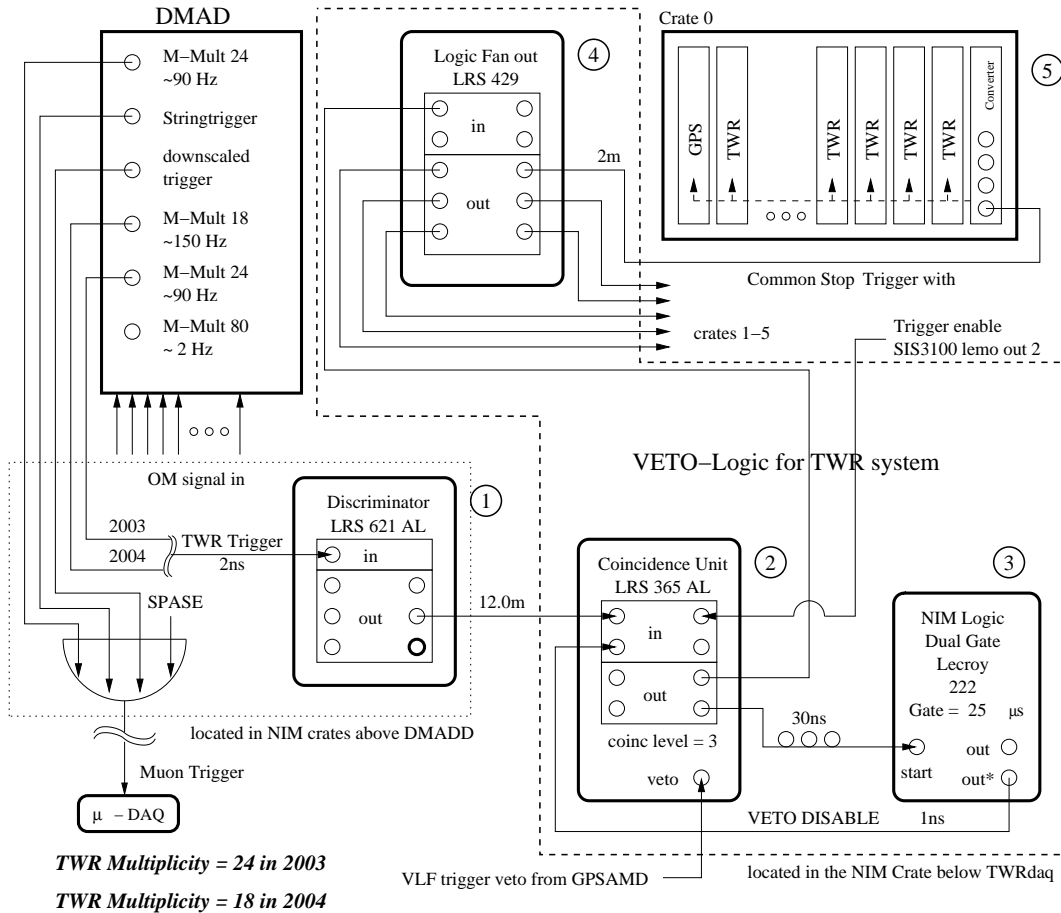 DMAD
M–Mult 24
~90 Hz
Stringtrigger
downscaled
trigger
M–Mult 18
~150 Hz
M–Mult 24
~90 Hz
M–Mult 80
~ 2 Hz
OM signal in
Logic Fan out
LRS 429
in
out
4
2m
Crate 0
GPS
TWR
TWR
TWR
TWR
TWR
Converter
5
Common Stop Trigger with
crates 1–5
Trigger enable
SIS3100 lemo out 2
VETO–Logic for TWR system
2003
2004
TWR Trigger
2ns
SPASE
Discriminator
LRS 621 AL
in
out
1
12.0m
located in NIM crates above DMADD
Muon Trigger
μ – DAQ
Coincidence Unit
LRS 365 AL
in
out
coinc level = 3
veto
2
30ns
3
NIM Logic
Dual Gate
Lecroy
222
Gate = 25 μs
out
start
out*
VETO DISABLE 1ns
VLF trigger veto from GPSAMD
located in the NIM Crate below TWRdaq
TWR Multiplicity = 24 in 2003
TWR Multiplicity = 18 in 2004